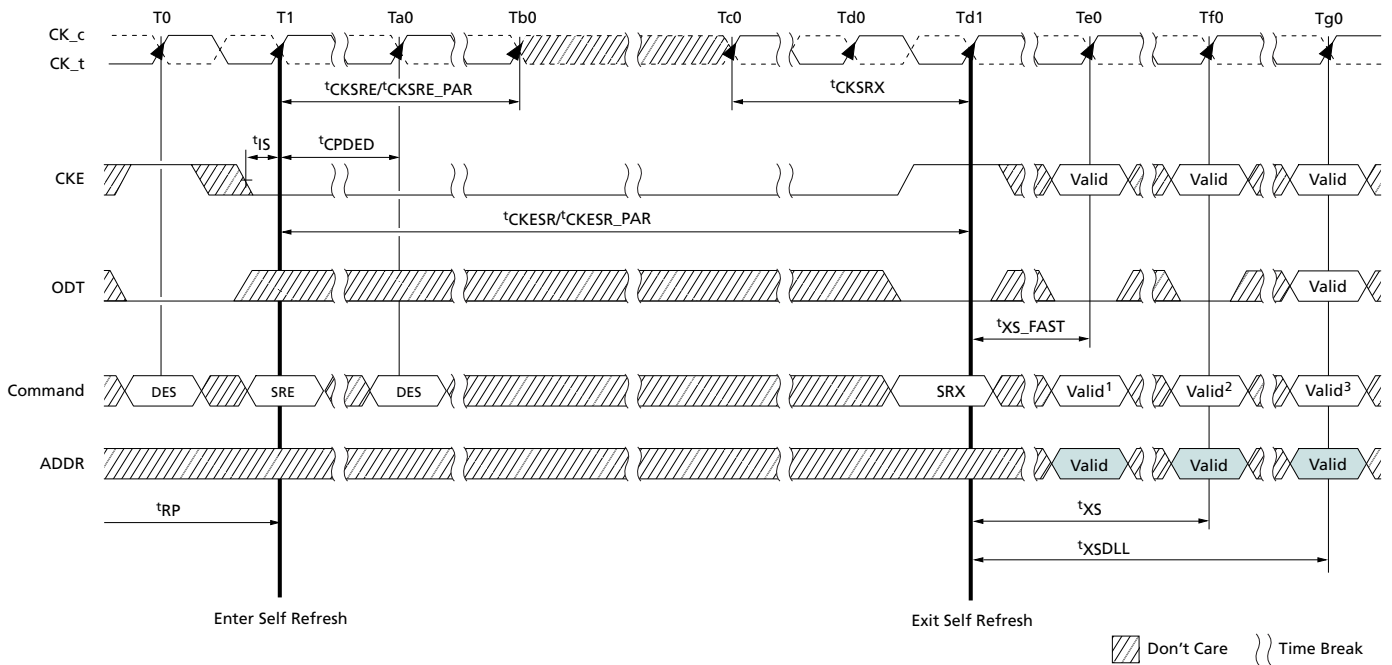 T0 T1 Ta0 Tb0 Tc0 Td0 Td1 Te0 Tf0 Tg0
CK_c
CK_t
tCKSRE/tCKSRE_PAR tCKSRX
tIS tCPDED
CKE Valid Valid Valid
tCKESR/tCKESR_PAR
ODT Valid
tXS_FAST
Command DES SRE DES SRX Valid1 Valid2 Valid3
ADDR Valid Valid Valid
tRP tXS
tXSDLL
Enter Self Refresh Exit Self Refresh
Don't Care Time Break